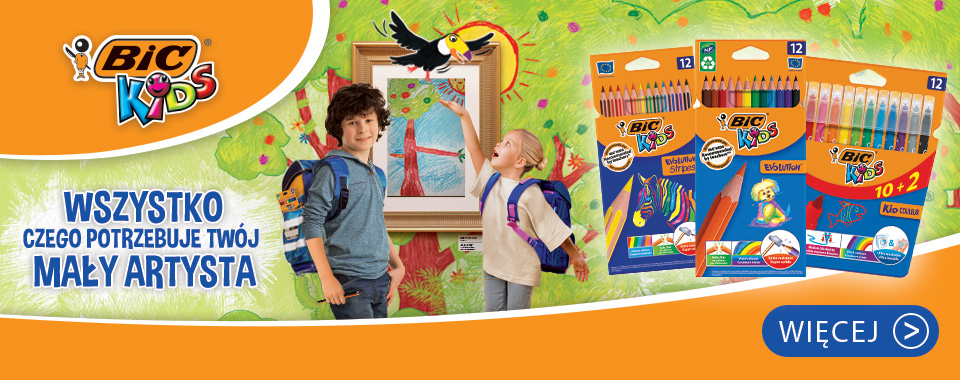 BiC®
KiDS
WSZYSTKO
CZEGO POTRZEBUJE TWÓJ
MAŁY ARTYSTA
12
BiC
KiDS
EVOLUTION
Stripes
NF
12
BiC
KiDS
EVOLUTION
12
BiC
KiDS
10+2
Kid COULEUR
WIĘCEJ >